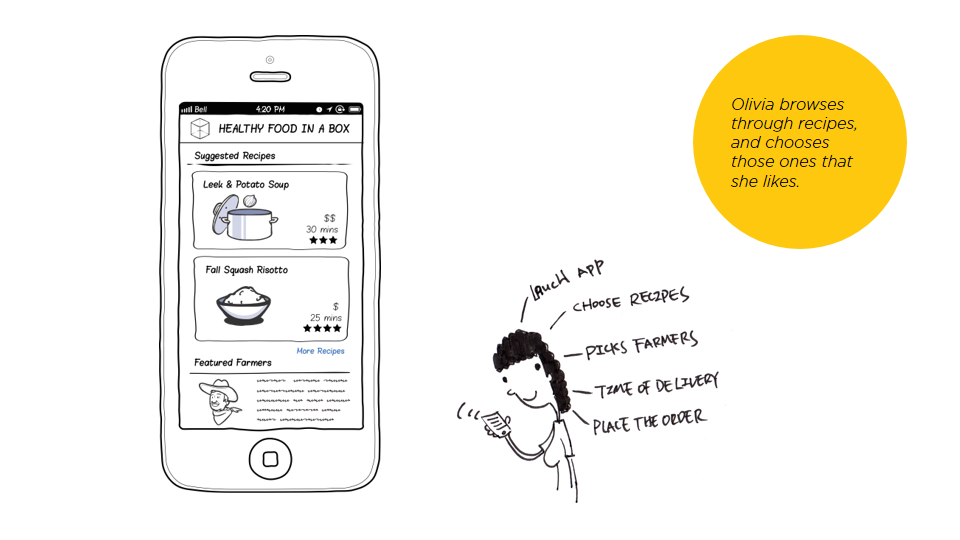 Bell 4:20 PM
HEALTHY FOOD IN A BOX
Suggested Recipes
Leek & Potato Soup
$$
30 mins
Fall Squash Risotto
$
25 mins
More Recipes
Featured Farmers
Olivia browses
through recipes,
and chooses
those ones that
she likes.
LAUCH APP
CHOOSE RECIPES
PICKS FARMERS
TIME OF DELIVERY
PLACE THE ORDER